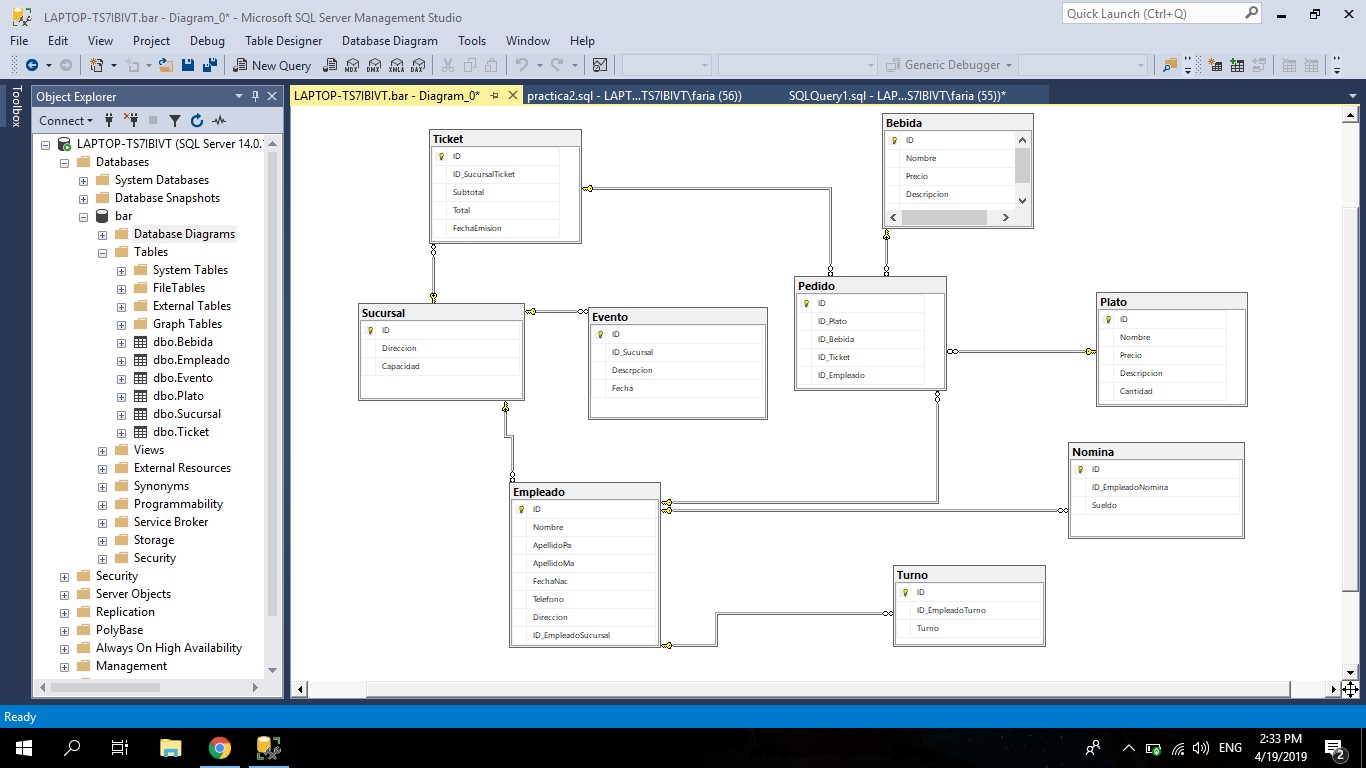 LAPTOP-TS7IBIVT.bar - Diagram_0* - Microsoft SQL Server Management Studio
Quick Launch (Ctrl+Q)
File Edit View Project Debug Table Designer Database Diagram Tools Window Help
New Query
MDX DMX XMLA DAX
Generic Debugger
Toolbox
Object Explorer
Connect
LAPTOP-TS7IBIVT (SQL Server 14.0.
Databases
System Databases
Database Snapshots
bar
Database Diagrams
Tables
System Tables
FileTables
External Tables
Graph Tables
dbo.Bebida
dbo.Empleado
dbo.Evento
dbo.Plato
dbo.Sucursal
dbo.Ticket
Views
External Resources
Synonyms
Programmability
Service Broker
Storage
Security
Security
Server Objects
Replication
PolyBase
Always On High Availability
Management
LAPTOP-TS7IBIVT.bar - Diagram_0*
practica2.sql - LAPT...TS7IBIVT\faria (56))
SQLQuery1.sql - LAP...S7IBIVT\faria (55))*
Ticket
ID
ID_SucursalTicket
Subtotal
Total
FechaEmision
Bebida
ID
Nombre
Precio
Descripcion
Sucursal
ID
Direccion
Capacidad
Evento
ID
ID_Sucursal
Descrpcion
Fecha
Pedido
ID
ID_Plato
ID_Bebida
ID_Ticket
ID_Empleado
Plato
ID
Nombre
Precio
Descripcion
Cantidad
Nomina
ID
ID_EmpleadoNomina
Sueldo
Empleado
ID
Nombre
ApellidoPa
ApellidoMa
FechaNac
Telefono
Direccion
ID_EmpleadoSucursal
Turno
ID
ID_EmpleadoTurno
Turno
Ready
ENG
2:33 PM
4/19/2019
2